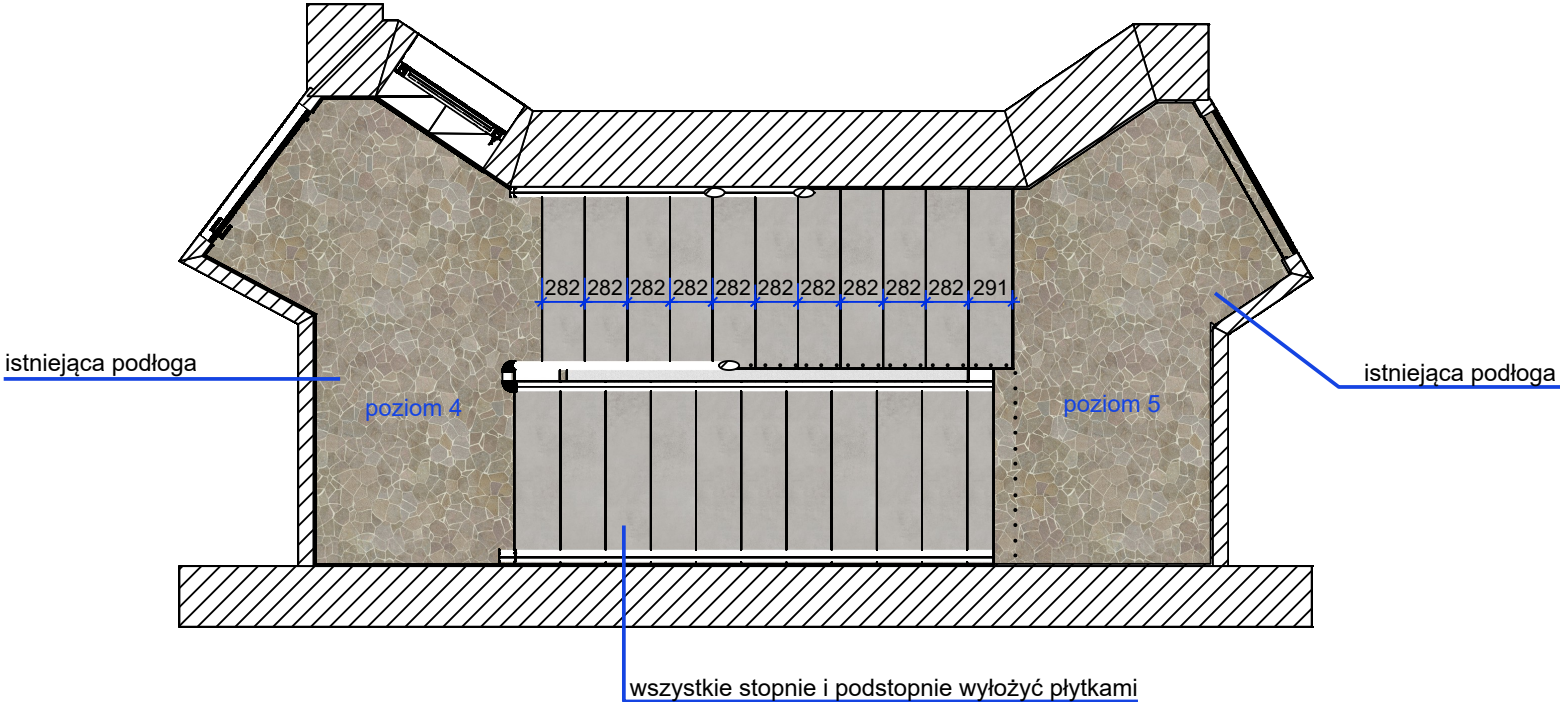 282 282 282 282 282 282 282 282 282 282 291
istniejąca podłoga
istniejąca podłoga
poziom 4
poziom 5
wszystkie stopnie i podstopnie wyłożyć płytkami